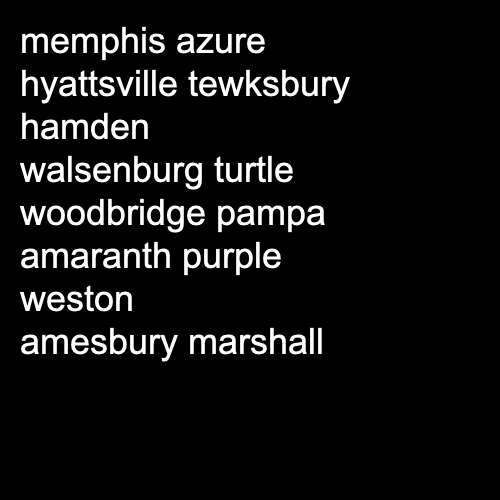 memphis azure
hyattsville tewksbury
hamden
walsenburg turtle
woodbridge pampa
amaranth purple
weston
amesbury marshall